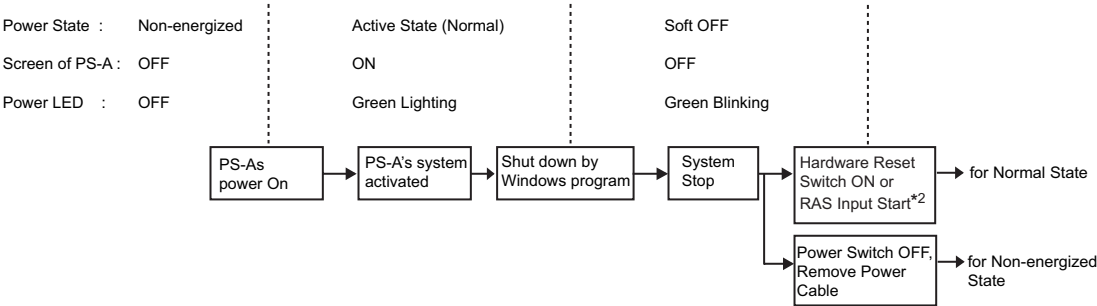 Power State : Non-energized Active State (Normal) Soft OFF
Screen of PS-A : OFF ON OFF
Power LED : OFF Green Lighting Green Blinking
PS-As
power On
PS-A's system
activated
Shut down by
Windows program
System
Stop
Hardware Reset
Switch ON or
RAS Input Start*2
for Normal State
Power Switch OFF,
Remove Power
Cable
for Non-energized
State